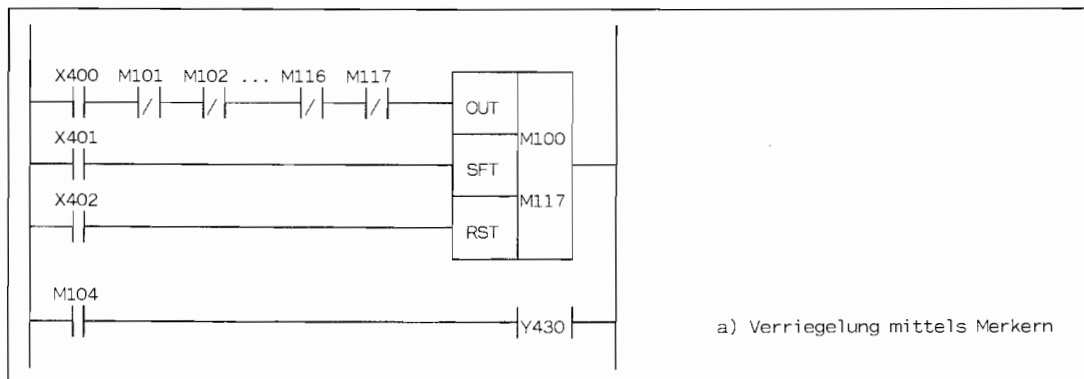 X400 M101 M102 ... M116 M117
OUT
M100
X401
SFT
X402
M117
RST
M104
Y430
a) Verriegelung mittels Merkern